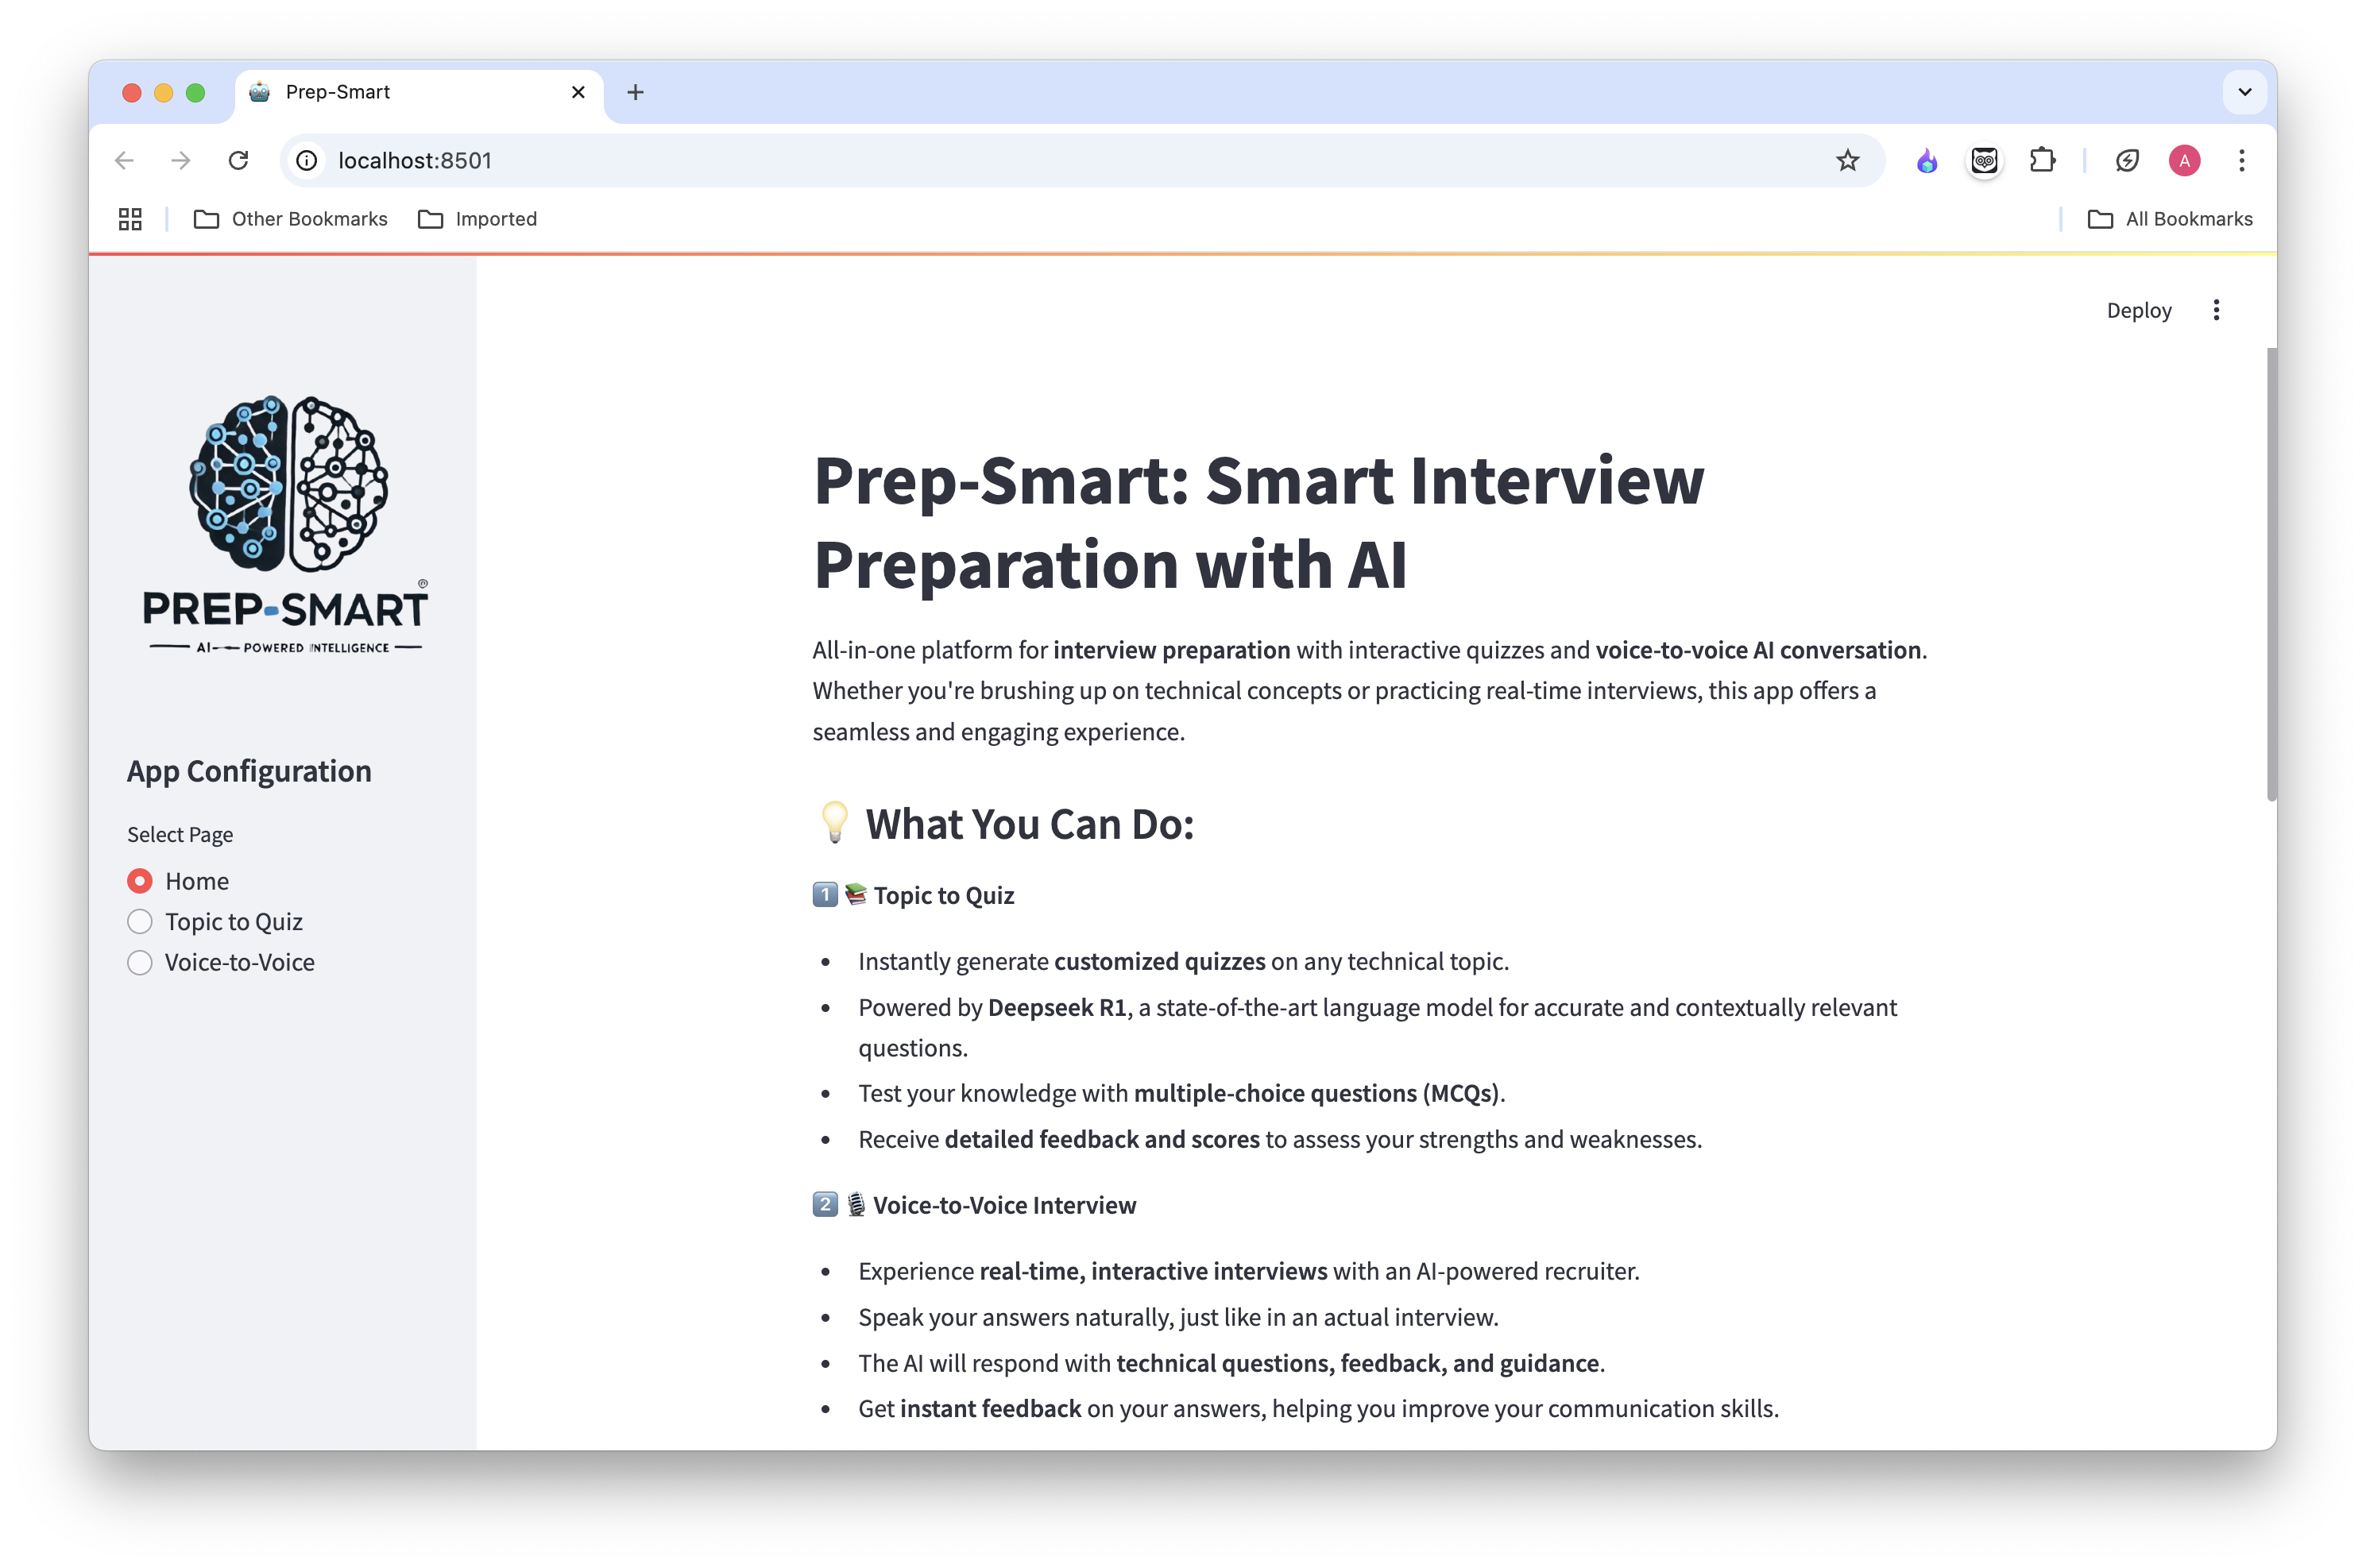 Prep-Smart
localhost:8501
A
Other Bookmarks
Imported
All Bookmarks
Deploy
PREP-SMART
AI POWERED INTELLIGENCE
App Configuration
Select Page
Home
Topic to Quiz
Voice-to-Voice
Prep-Smart: Smart Interview
Preparation with AI
All-in-one platform for interview preparation with interactive quizzes and voice-to-voice AI conversation.
Whether you're brushing up on technical concepts or practicing real-time interviews, this app offers a
seamless and engaging experience.
💡 What You Can Do:
1️⃣ 📚 Topic to Quiz
• Instantly generate customized quizzes on any technical topic.
• Powered by Deepseek R1, a state-of-the-art language model for accurate and contextually relevant
questions.
• Test your knowledge with multiple-choice questions (MCQs).
• Receive detailed feedback and scores to assess your strengths and weaknesses.
2️⃣ 🎙️ Voice-to-Voice Interview
• Experience real-time, interactive interviews with an AI-powered recruiter.
• Speak your answers naturally, just like in an actual interview.
• The AI will respond with technical questions, feedback, and guidance.
• Get instant feedback on your answers, helping you improve your communication skills.